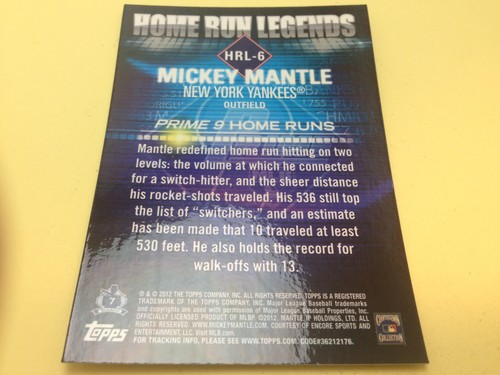 HOME RUN LEGENDS
HRL-6
MICKEY MANTLE
NEW YORK YANKEES®
OUTFIELD
PRIME 9 HOME RUNS
Mantle redefined home run hitting on two
levels: the volume at which he connected
for a switch-hitter, and the sheer distance
his rocket-shots traveled. His 536 still top
the list of "switchers," and an estimate
has been made that 10 traveled at least
530 feet. He also holds the record for
walk-offs with 13.
® & © 2012 THE TOPPS COMPANY, INC. ALL RIGHTS RESERVED. TOPPS IS A REGISTERED
TRADEMARK OF THE TOPPS COMPANY, INC. Major League Baseball trademarks
and copyrights are used with permission of Major League Baseball Properties, Inc.
OFFICIALLY LICENSED PRODUCT OF MLBP ©2012. MANTLE IP HOLDINGS, LTD. ALL
RIGHTS RESERVED. WWW.MICKEYMANTLE.COM. COURTESY OF ENCORE SPORTS AND
ENTERTAINMENT, LLC. Visit MLB.com.
FOR TRACKING INFO, PLEASE SEE WWW.TOPPS.COM. CODE#36212176.
7
Topps